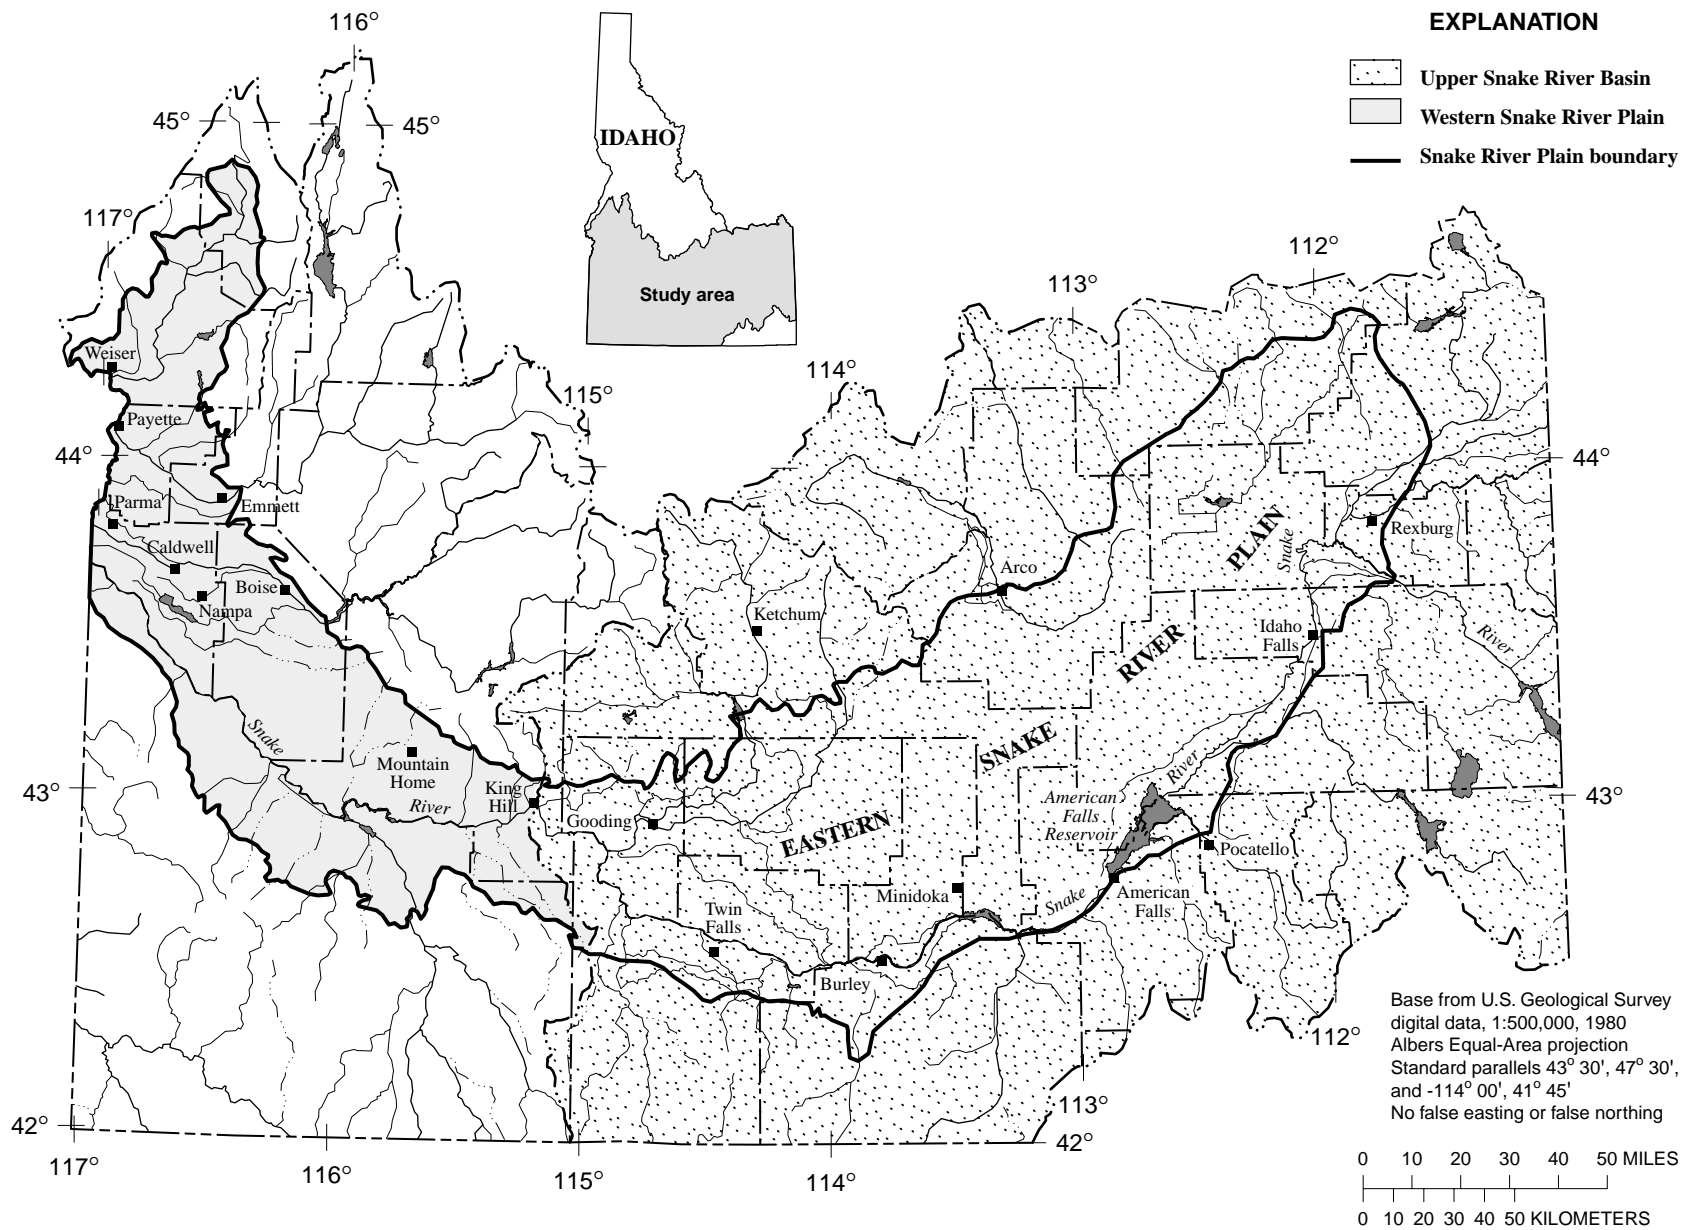 EXPLANATION
Upper Snake River Basin
Western Snake River Plain
Snake River Plain boundary
IDAHO
Study area
116°
45°
45°
117°
112°
113°
114°
115°
44°
44°
43°
43°
42°
42°
117°
116°
115°
114°
113°
112°
Weiser
Payette
Parma
Emmett
Caldwell
Boise
Nampa
Mountain
Home
King
Hill
Snake
River
Gooding
Ketchum
Arco
Rexburg
Idaho
Falls
Snake
River
EASTERN
SNAKE
RIVER
PLAIN
American
Falls
Reservoir
River
Pocatello
American
Falls
Snake
Minidoka
Twin
Falls
Burley
Base from U.S. Geological Survey
digital data, 1:500,000, 1980
Albers Equal-Area projection
Standard parallels 43° 30', 47° 30',
and -114° 00', 41° 45'
No false easting or false northing
0 10 20 30 40 50 MILES
0 10 20 30 40 50 KILOMETERS